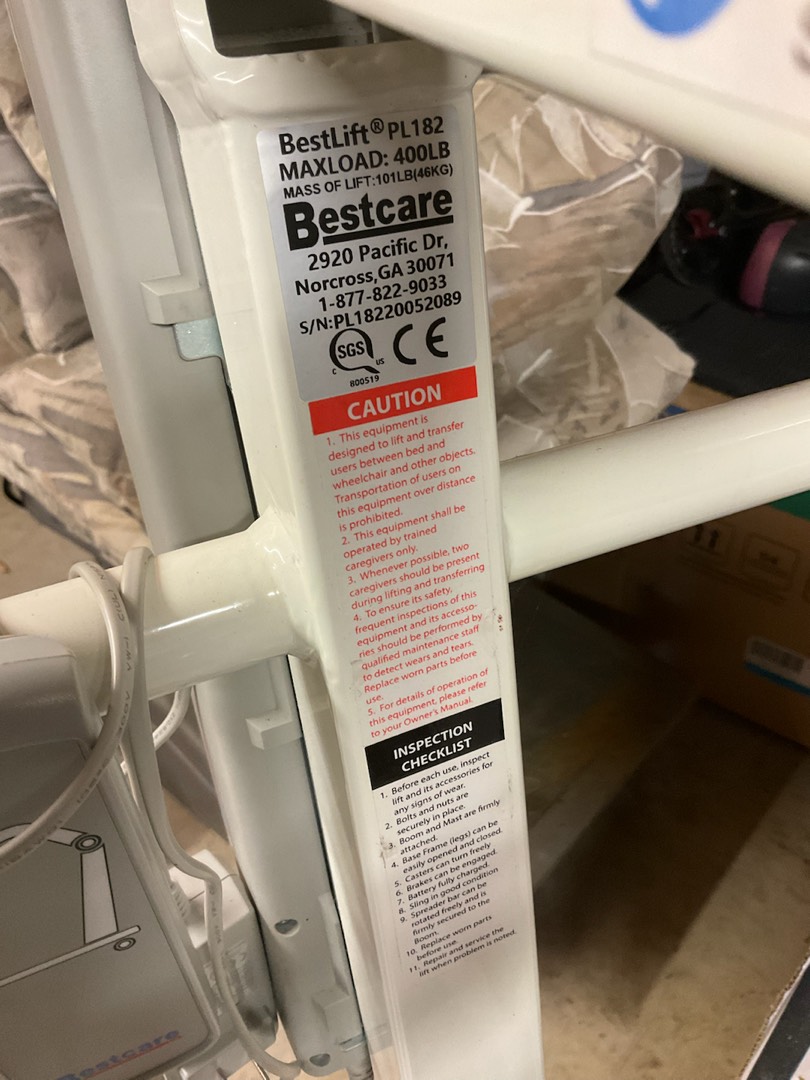 BestLift® PL182
MAXLOAD: 400LB
MASS OF LIFT:101LB(46KG)
Bestcare
2920 Pacific Dr,
Norcross,GA 30071
1-877-822-9033
S/N:PL18220052089
SGS
C US
800519
CE
CAUTION
1. This equipment is
designed to lift and transfer
users between bed and
wheelchair and other objects.
Transportation of users on
this equipment over distance
is prohibited.
2. This equipment shall be
operated by trained
caregivers only.
3. Whenever possible, two
caregivers should be present
during lifting and transferring
4. To ensure its safety,
frequent inspections of this
equipment and its accesso-
ries should be performed by
qualified maintenance staff
to detect wears and tears.
Replace worn parts before
use.
5. For details of operation of
this equipment, please refer
to your Owner's Manual.
INSPECTION
CHECKLIST
1. Before each use, inspect
lift and its accessories for
any signs of wear.
2. Bolts and nuts are
securely in place.
3. Boom and Mast are firmly
attached.
4. Base Frame (legs) can be
easily opened and closed.
5. Casters can turn freely
6. Brakes can be engaged.
7. Battery fully charged.
8. Sling in good condition
9. Spreader bar can be
rotated freely and is
firmly secured to the
Boom.
10. Replace worn parts
before use.
11. Repair and service the
lift when problem is noted.
Bestcare